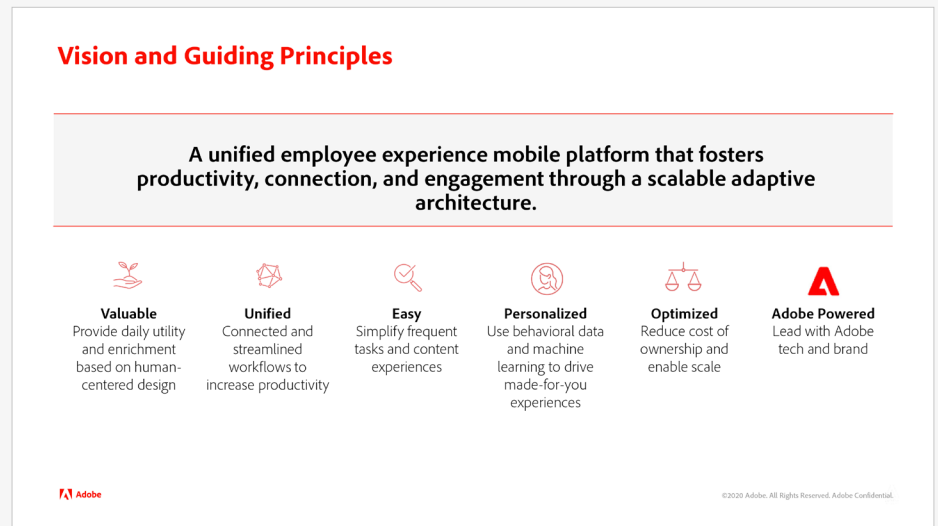 Vision and Guiding Principles
A unified employee experience mobile platform that fosters
productivity, connection, and engagement through a scalable adaptive
architecture.
Valuable
Provide daily utility
and enrichment
based on human-
centered design
Unified
Connected and
streamlined
workflows to
increase productivity
Easy
Simplify frequent
tasks and content
experiences
Personalized
Use behavioral data
and machine
learning to drive
made-for-you
experiences
Optimized
Reduce cost of
ownership and
enable scale
Adobe Powered
Lead with Adobe
tech and brand
Adobe
©2020 Adobe. All Rights Reserved. Adobe Confidential.